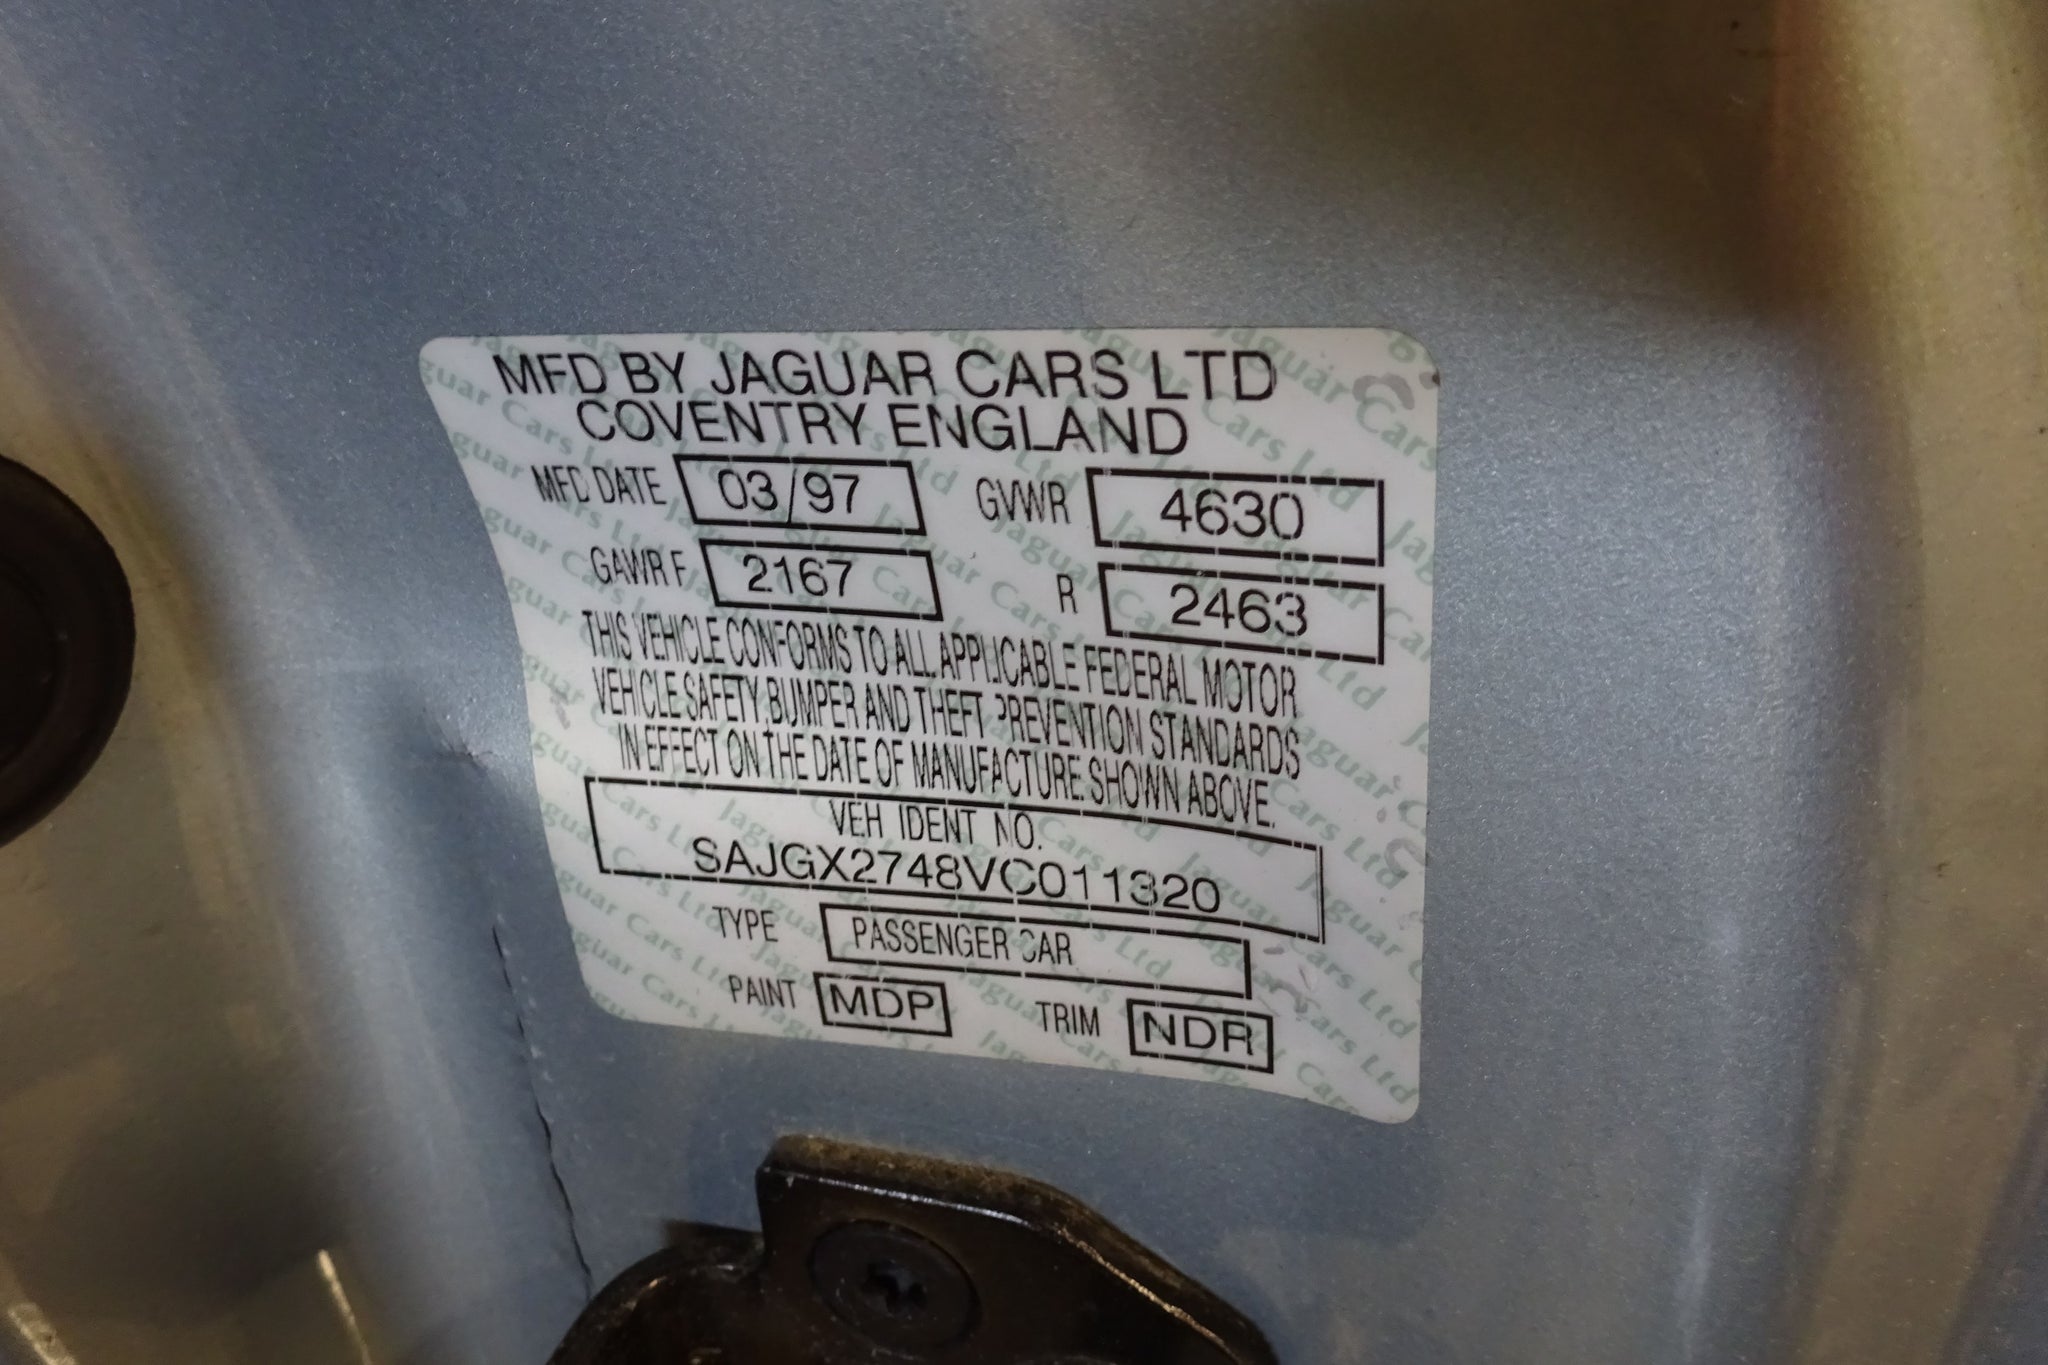 MFD BY JAGUAR CARS LTD
COVENTRY ENGLAND
MFD DATE 03/97 GVWR 4630
GAWR F 2167 R 2463
THIS VEHICLE CONFORMS TO ALL APPLICABLE FEDERAL MOTOR
VEHICLE SAFETY, BUMPER AND THEFT PREVENTION STANDARDS
IN EFFECT ON THE DATE OF MANUFACTURE SHOWN ABOVE.
VEH IDENT NO.
SAJGX2748VC011320
TYPE PASSENGER CAR
PAINT MDP TRIM NDR